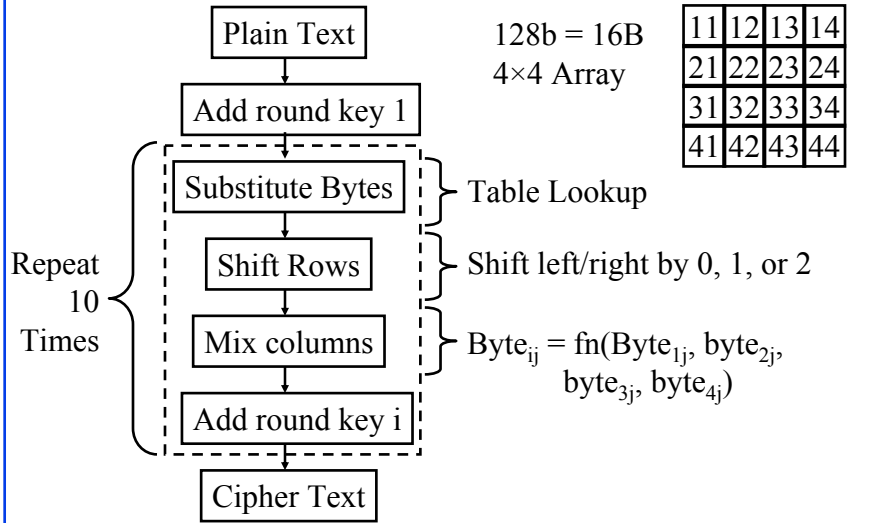 Plain Text
128b = 16B
4×4 Array
11 12 13 14
21 22 23 24
31 32 33 34
41 42 43 44
Add round key 1
Substitute Bytes
Table Lookup
Repeat
10
Times
Shift Rows
Shift left/right by 0, 1, or 2
Mix columns
Byteij = fn(Byte1j, byte2j,
byte3j, byte4j)
Add round key i
Cipher Text